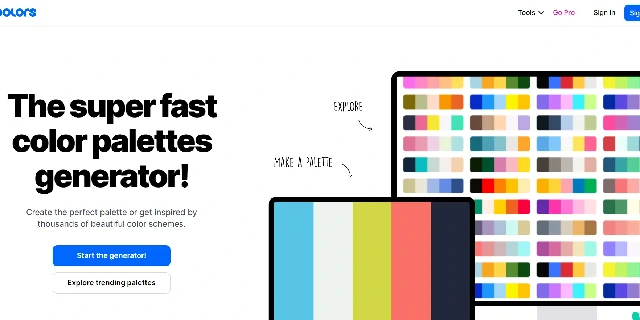 oolors
Tools
Go Pro
Sign in
Sig
The super fast
color palettes
generator!
Create the perfect palette or get inspired by
thousands of beautiful color schemes.
Start the generator!
Explore trending palettes
EXPLORE
MAKE A PALETTE